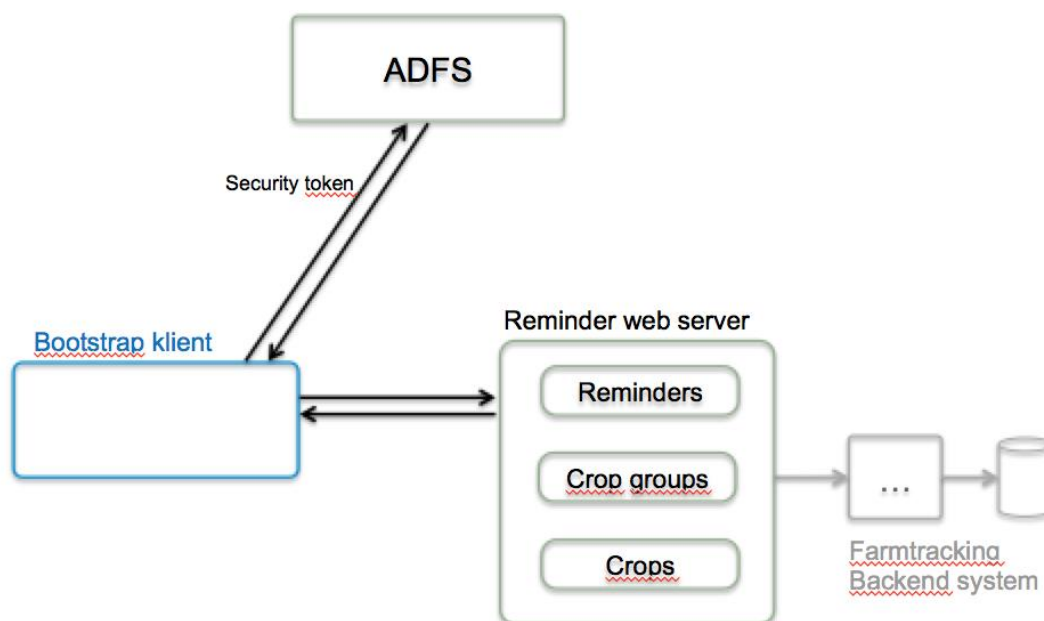 ADFS
Security token
Bootstrap klient
Reminder web server
Reminders
Crop groups
Crops
...
Farmtracking
Backend system